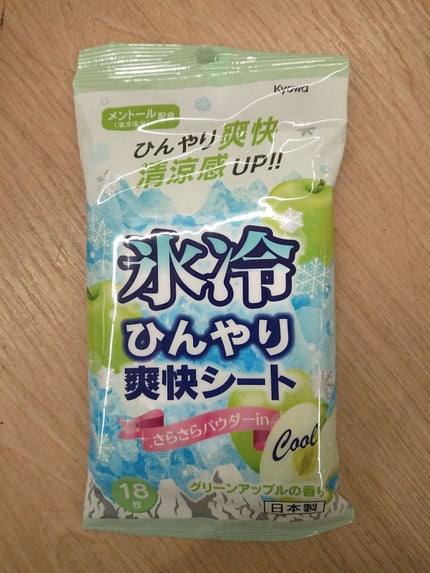 Kyowa
メントール配合
(清涼成分)
ひんやり爽快
清涼感UP!!
氷冷
ひんやり
爽快シート
さらさらパウダーin
Cool
18枚
グリーンアップルの香り
日本製